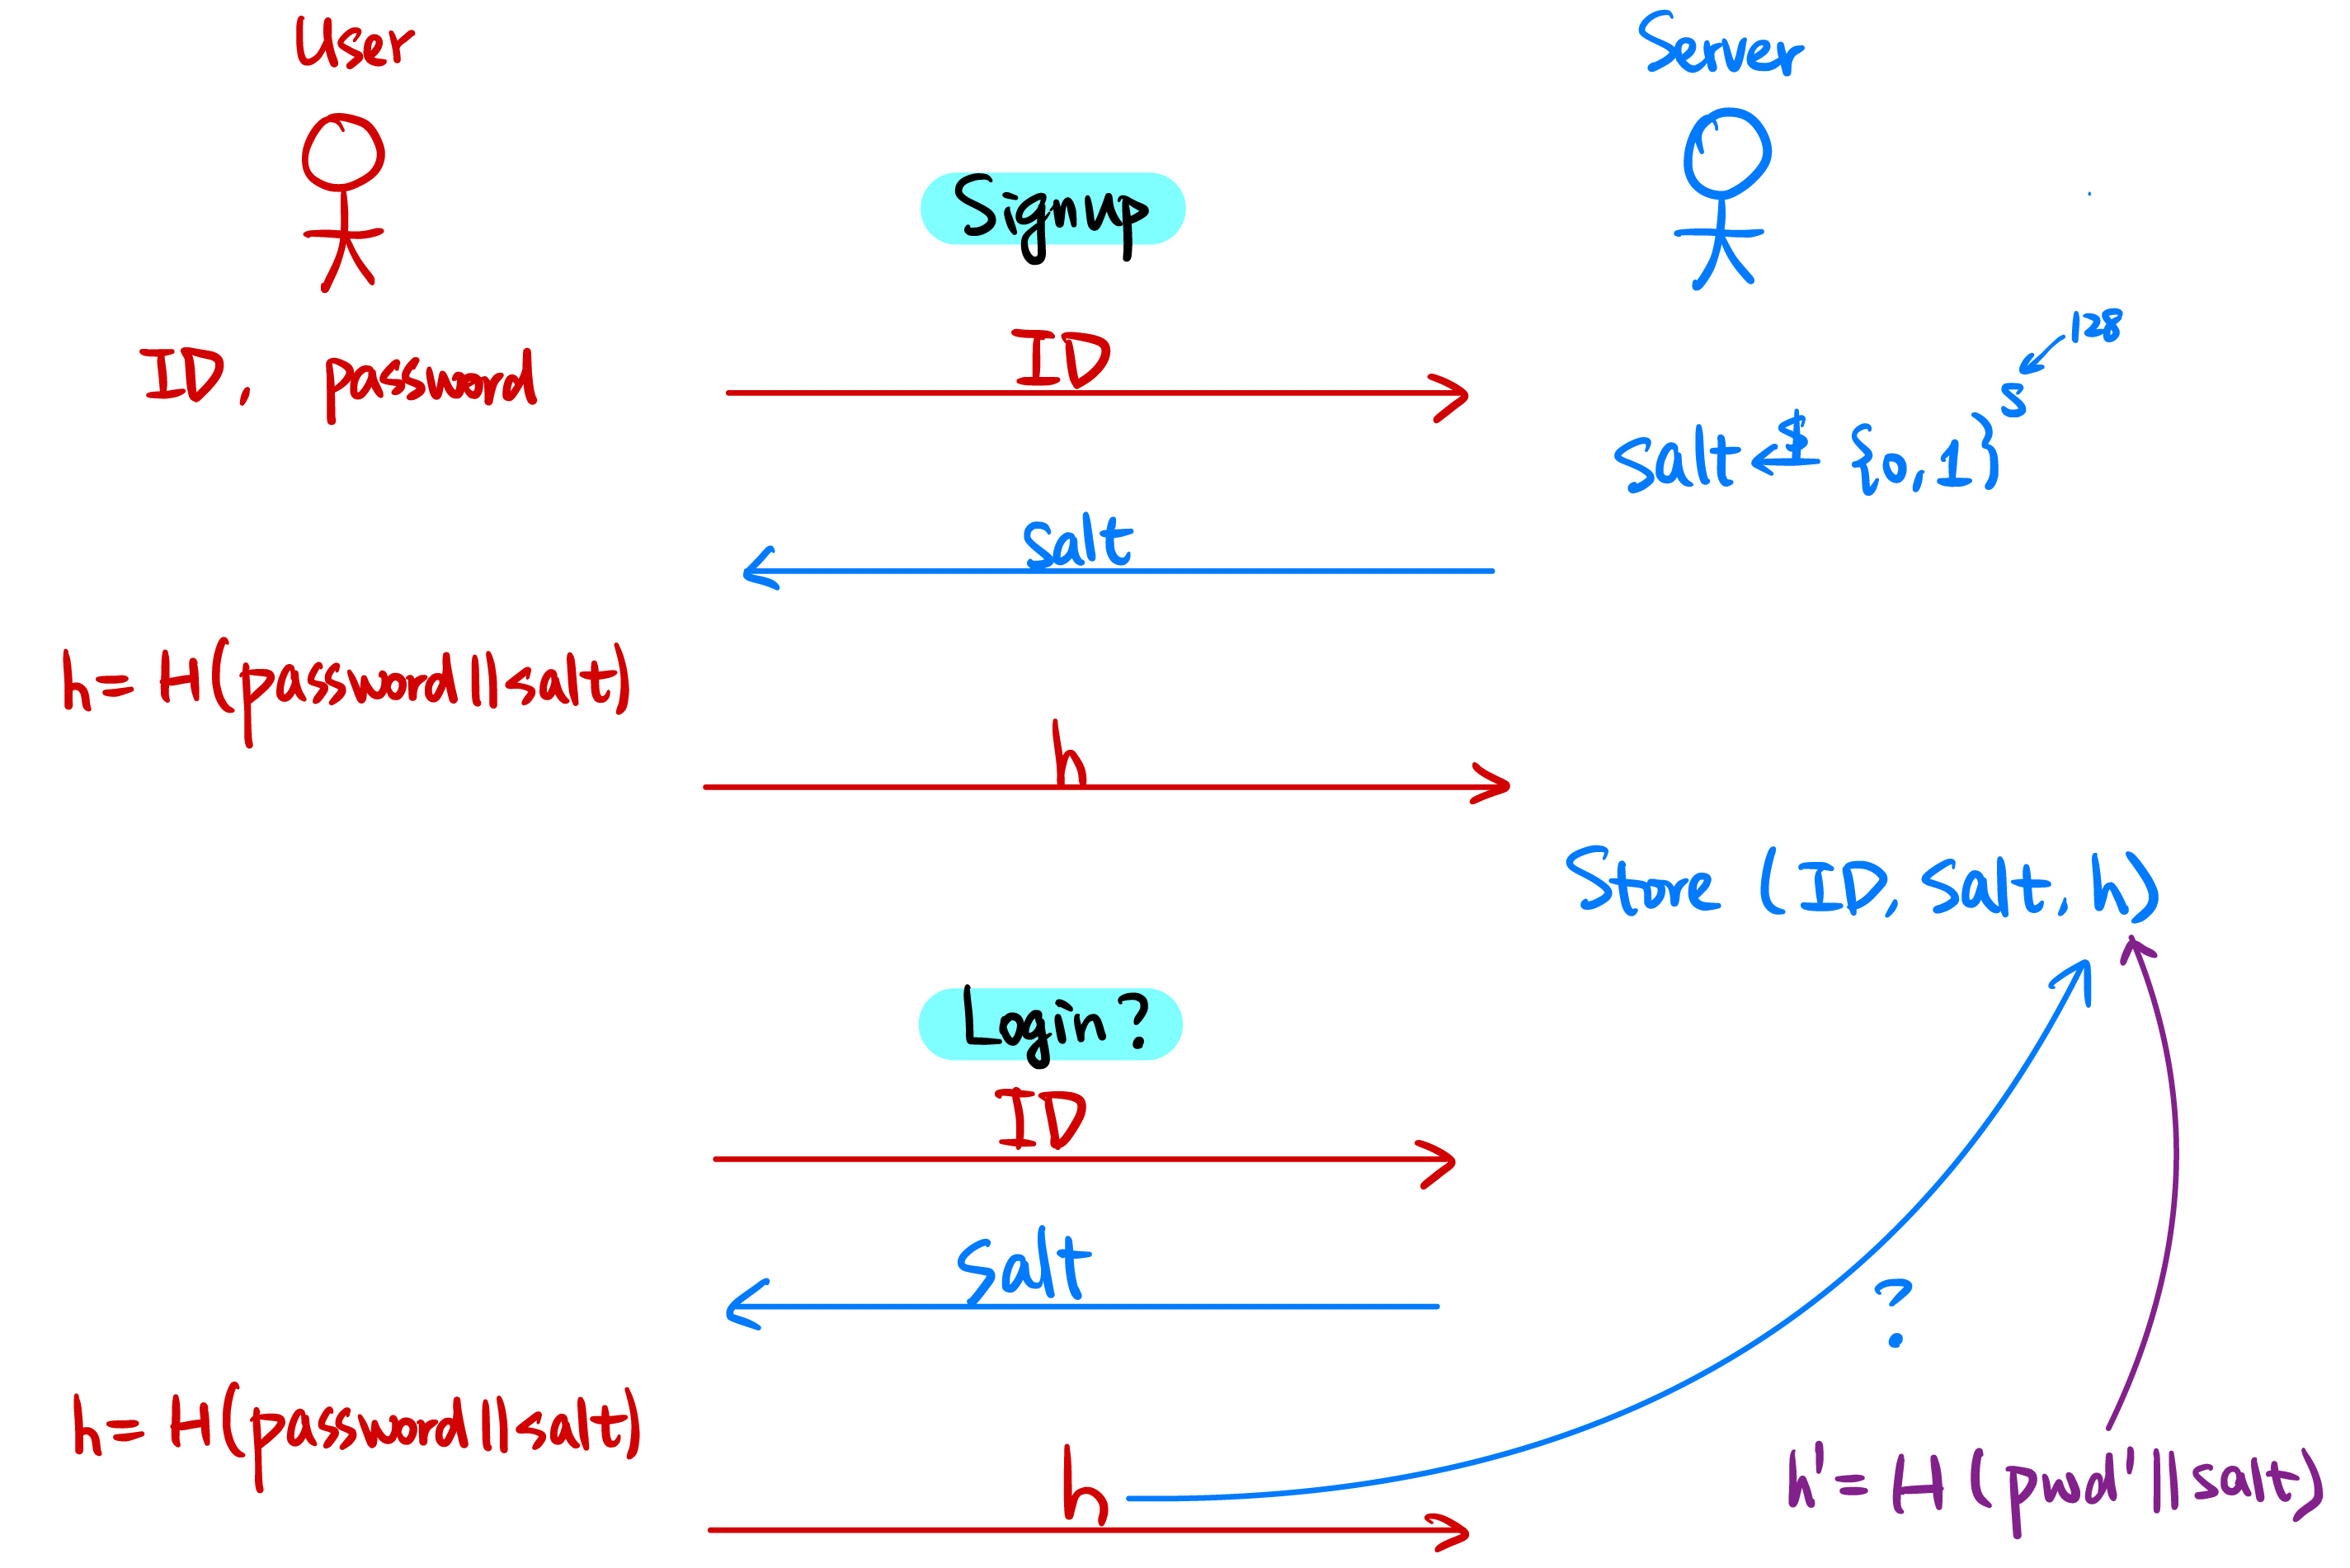 User
Server
Signup
ID, password
ID
128
salt <-$ {0,1}^s
salt
h = H(password||salt)
h
Store (ID, salt, h)
Login?
ID
salt
?
h = H(password||salt)
h
h' = H(pwd'||salt)